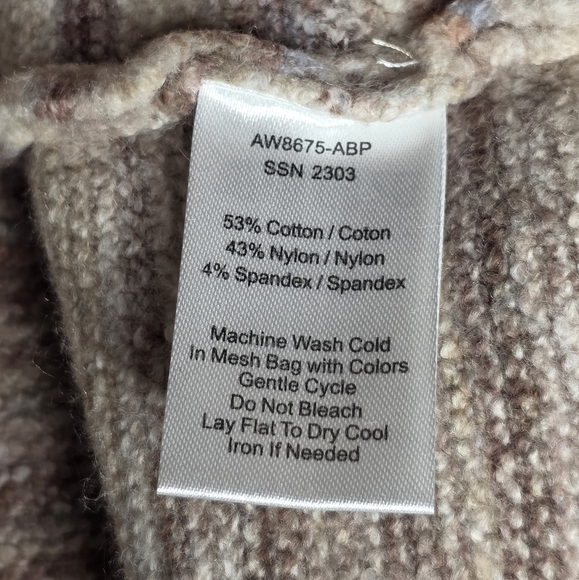 AW8675-ABP
SSN 2303
53% Cotton / Coton
43% Nylon / Nylon
4% Spandex / Spandex
Machine Wash Cold
In Mesh Bag with Colors
Gentle Cycle
Do Not Bleach
Lay Flat To Dry Cool
Iron If Needed